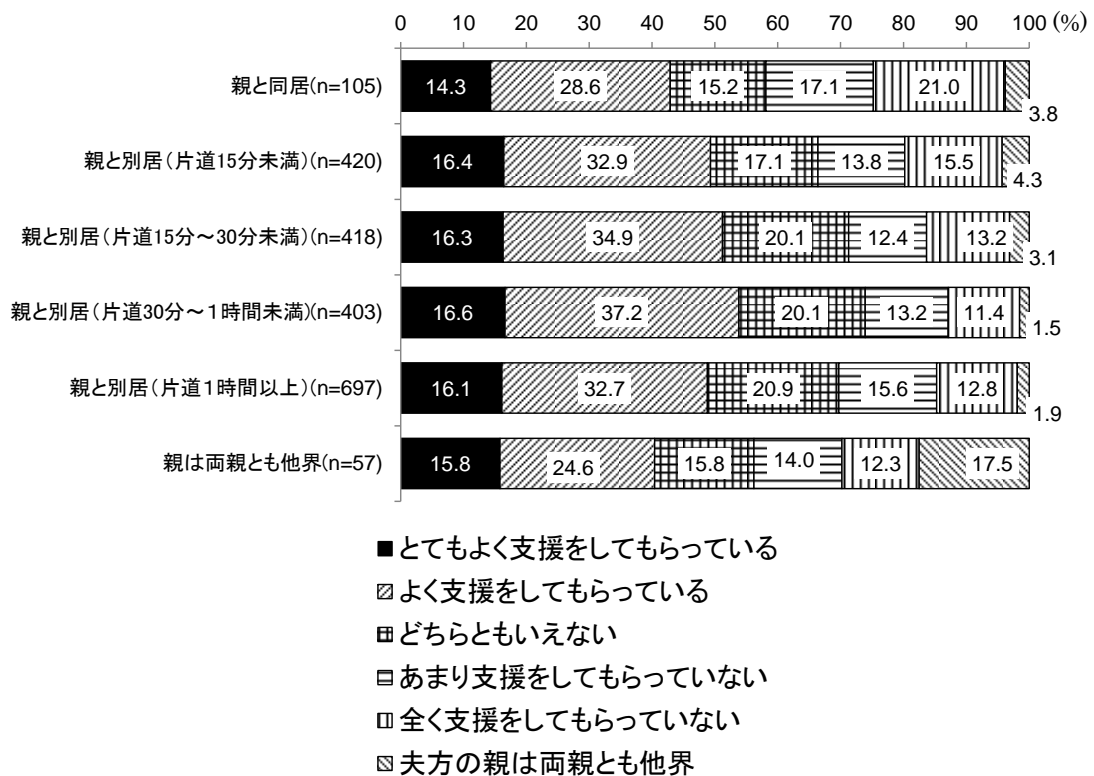 0 10 20 30 40 50 60 70 80 90 100 (%)
親と同居(n=105) 14.3 28.6 15.2 17.1 21.0 3.8
親と別居(片道15分未満)(n=420) 16.4 32.9 17.1 13.8 15.5 4.3
親と別居(片道15分～30分未満)(n=418) 16.3 34.9 20.1 12.4 13.2 3.1
親と別居(片道30分～１時間未満)(n=403) 16.6 37.2 20.1 13.2 11.4 1.5
親と別居(片道１時間以上)(n=697) 16.1 32.7 20.9 15.6 12.8 1.9
親は両親とも他界(n=57) 15.8 24.6 15.8 14.0 12.3 17.5
とてもよく支援をしてもらっている
よく支援をしてもらっている
どちらともいえない
あまり支援をしてもらっていない
全く支援をしてもらっていない
夫方の親は両親とも他界